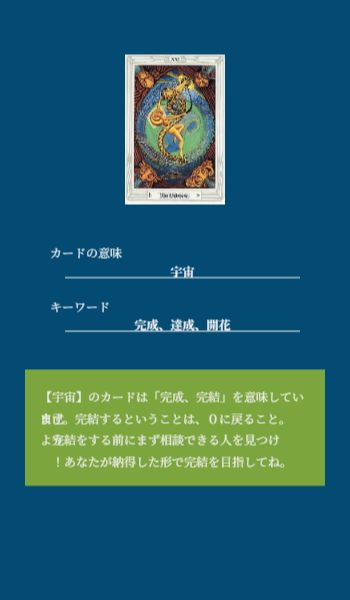 XXI
The Universe
カードの意味
宇宙
キーワード
完成、達成、開花
【宇宙】のカードは「完成、完結」を意味してい
。完結するということは、０に戻ること。
結をする前にまず相談できる人を見つけ
！あなたが納得した形で完結を目指してね。